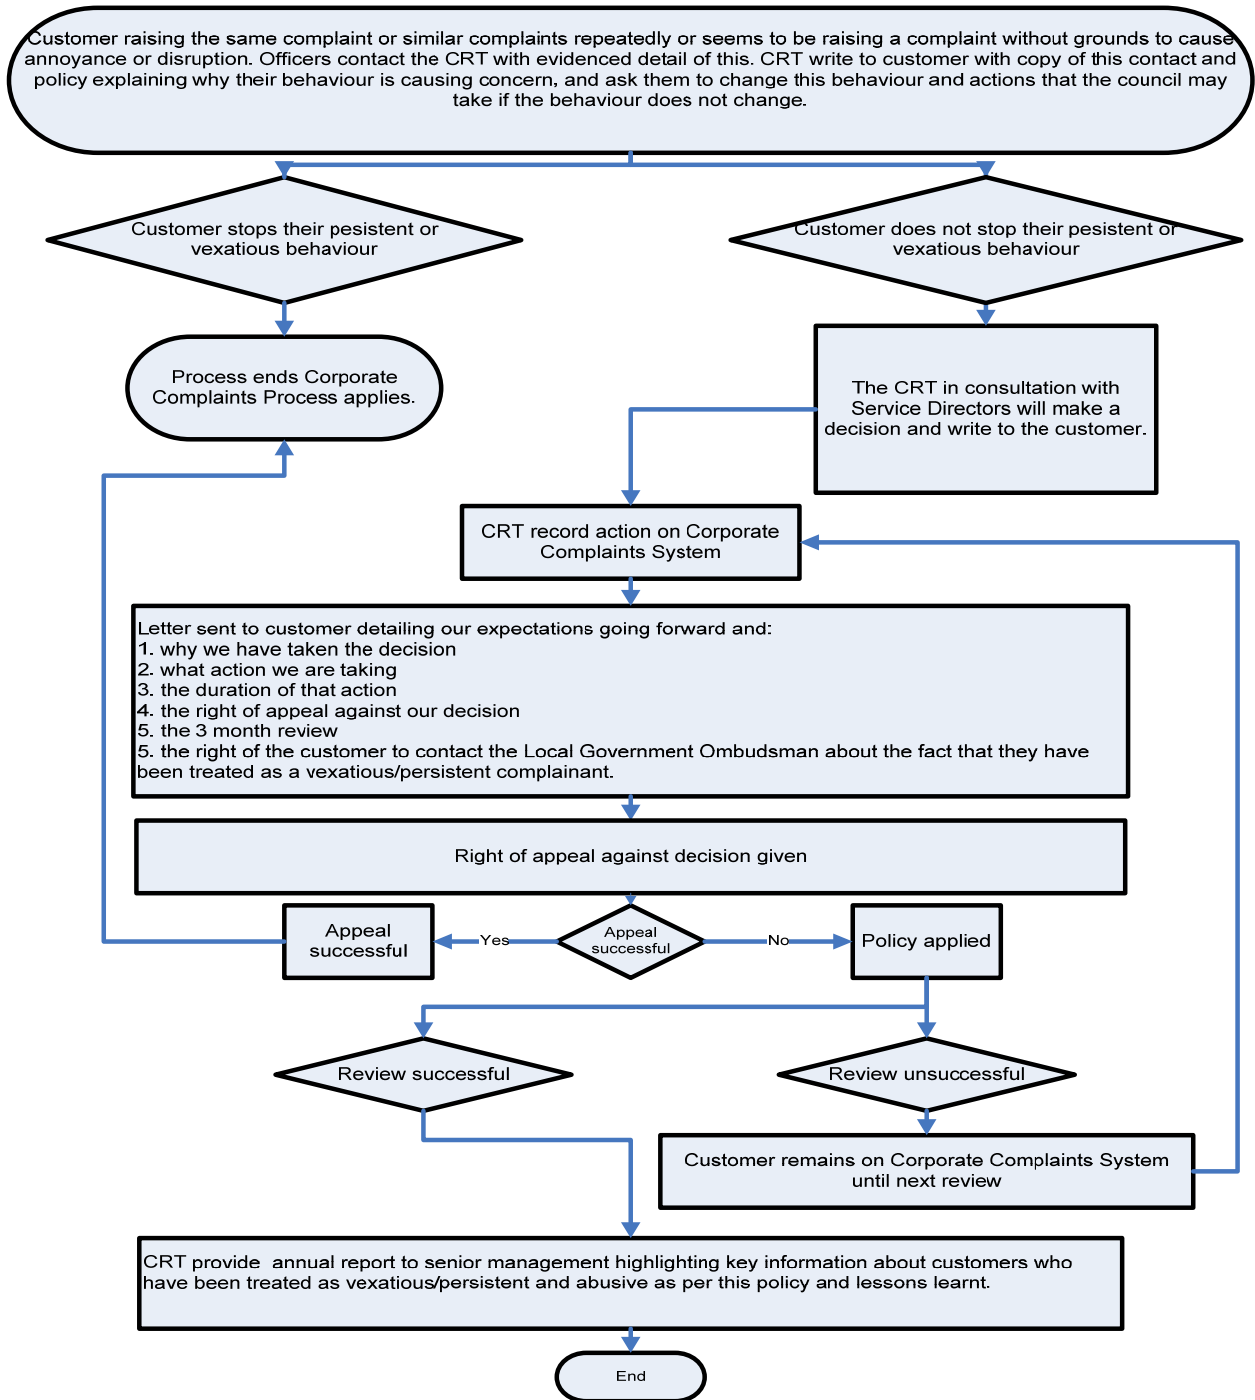 Customer raising the same complaint or similar complaints repeatedly or seems to be raising a complaint without grounds to cause
annoyance or disruption. Officers contact the CRT with evidenced detail of this. CRT write to customer with copy of this contact and
policy explaining why their behaviour is causing concern, and ask them to change this behaviour and actions that the council may
take if the behaviour does not change.
Customer stops their pesistent or
vexatious behaviour
Customer does not stop their pesistent or
vexatious behaviour
Process ends Corporate
Complaints Process applies.
The CRT in consultation with
Service Directors will make a
decision and write to the customer.
CRT record action on Corporate
Complaints System
Letter sent to customer detailing our expectations going forward and:
1. why we have taken the decision
2. what action we are taking
3. the duration of that action
4. the right of appeal against our decision
5. the 3 month review
5. the right of the customer to contact the Local Government Ombudsman about the fact that they have
been treated as a vexatious/persistent complainant.
Right of appeal against decision given
Appeal
successful
Yes
Appeal
successful
No
Policy applied
Review successful
Review unsuccessful
Customer remains on Corporate Complaints System
until next review
CRT provide annual report to senior management highlighting key information about customers who
have been treated as vexatious/persistent and abusive as per this policy and lessons learnt.
End